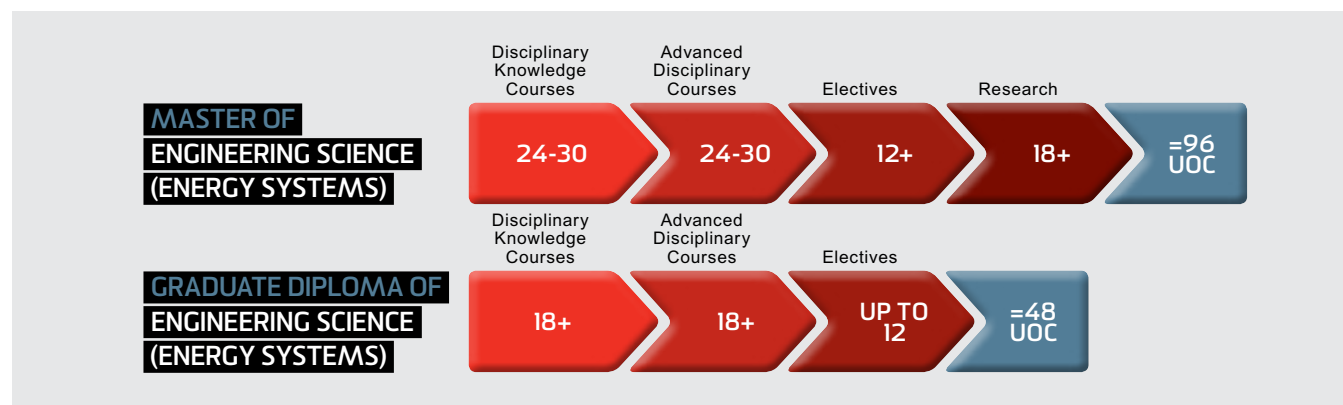 Disciplinary
Knowledge
Courses
Advanced
Disciplinary
Courses
Electives
Research
MASTER OF
ENGINEERING SCIENCE
(ENERGY SYSTEMS)
24-30
24-30
12+
18+
=96
UOC
Disciplinary
Knowledge
Courses
Advanced
Disciplinary
Courses
Electives
GRADUATE DIPLOMA OF
ENGINEERING SCIENCE
(ENERGY SYSTEMS)
18+
18+
UP TO
12
=48
UOC